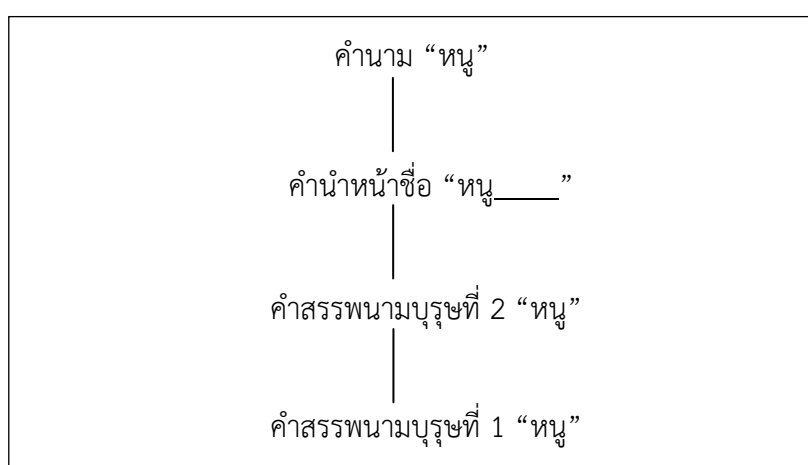 คำนาม “หนู”
คำนำหน้าชื่อ “หนู_____”
คำสรรพนามบุรุษที่ 2 “หนู”
คำสรรพนามบุรุษที่ 1 “หนู”